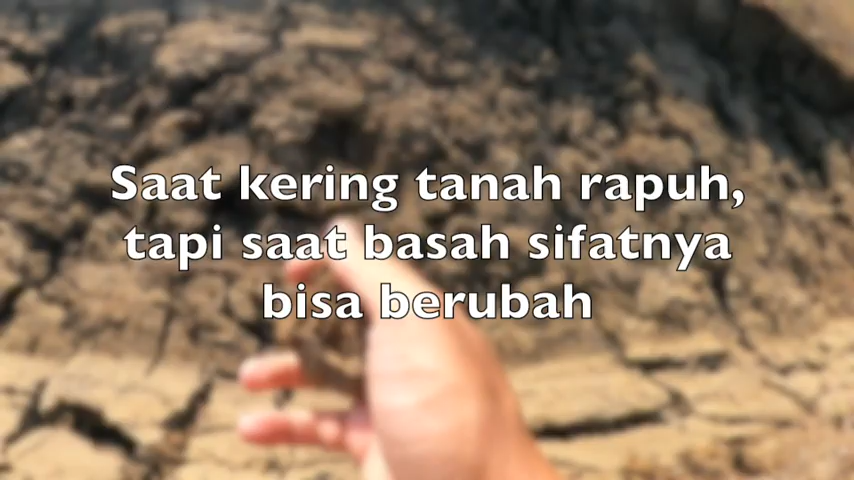 Saat kering tanah rapuh,
tapi saat basah sifatnya
bisa berubah